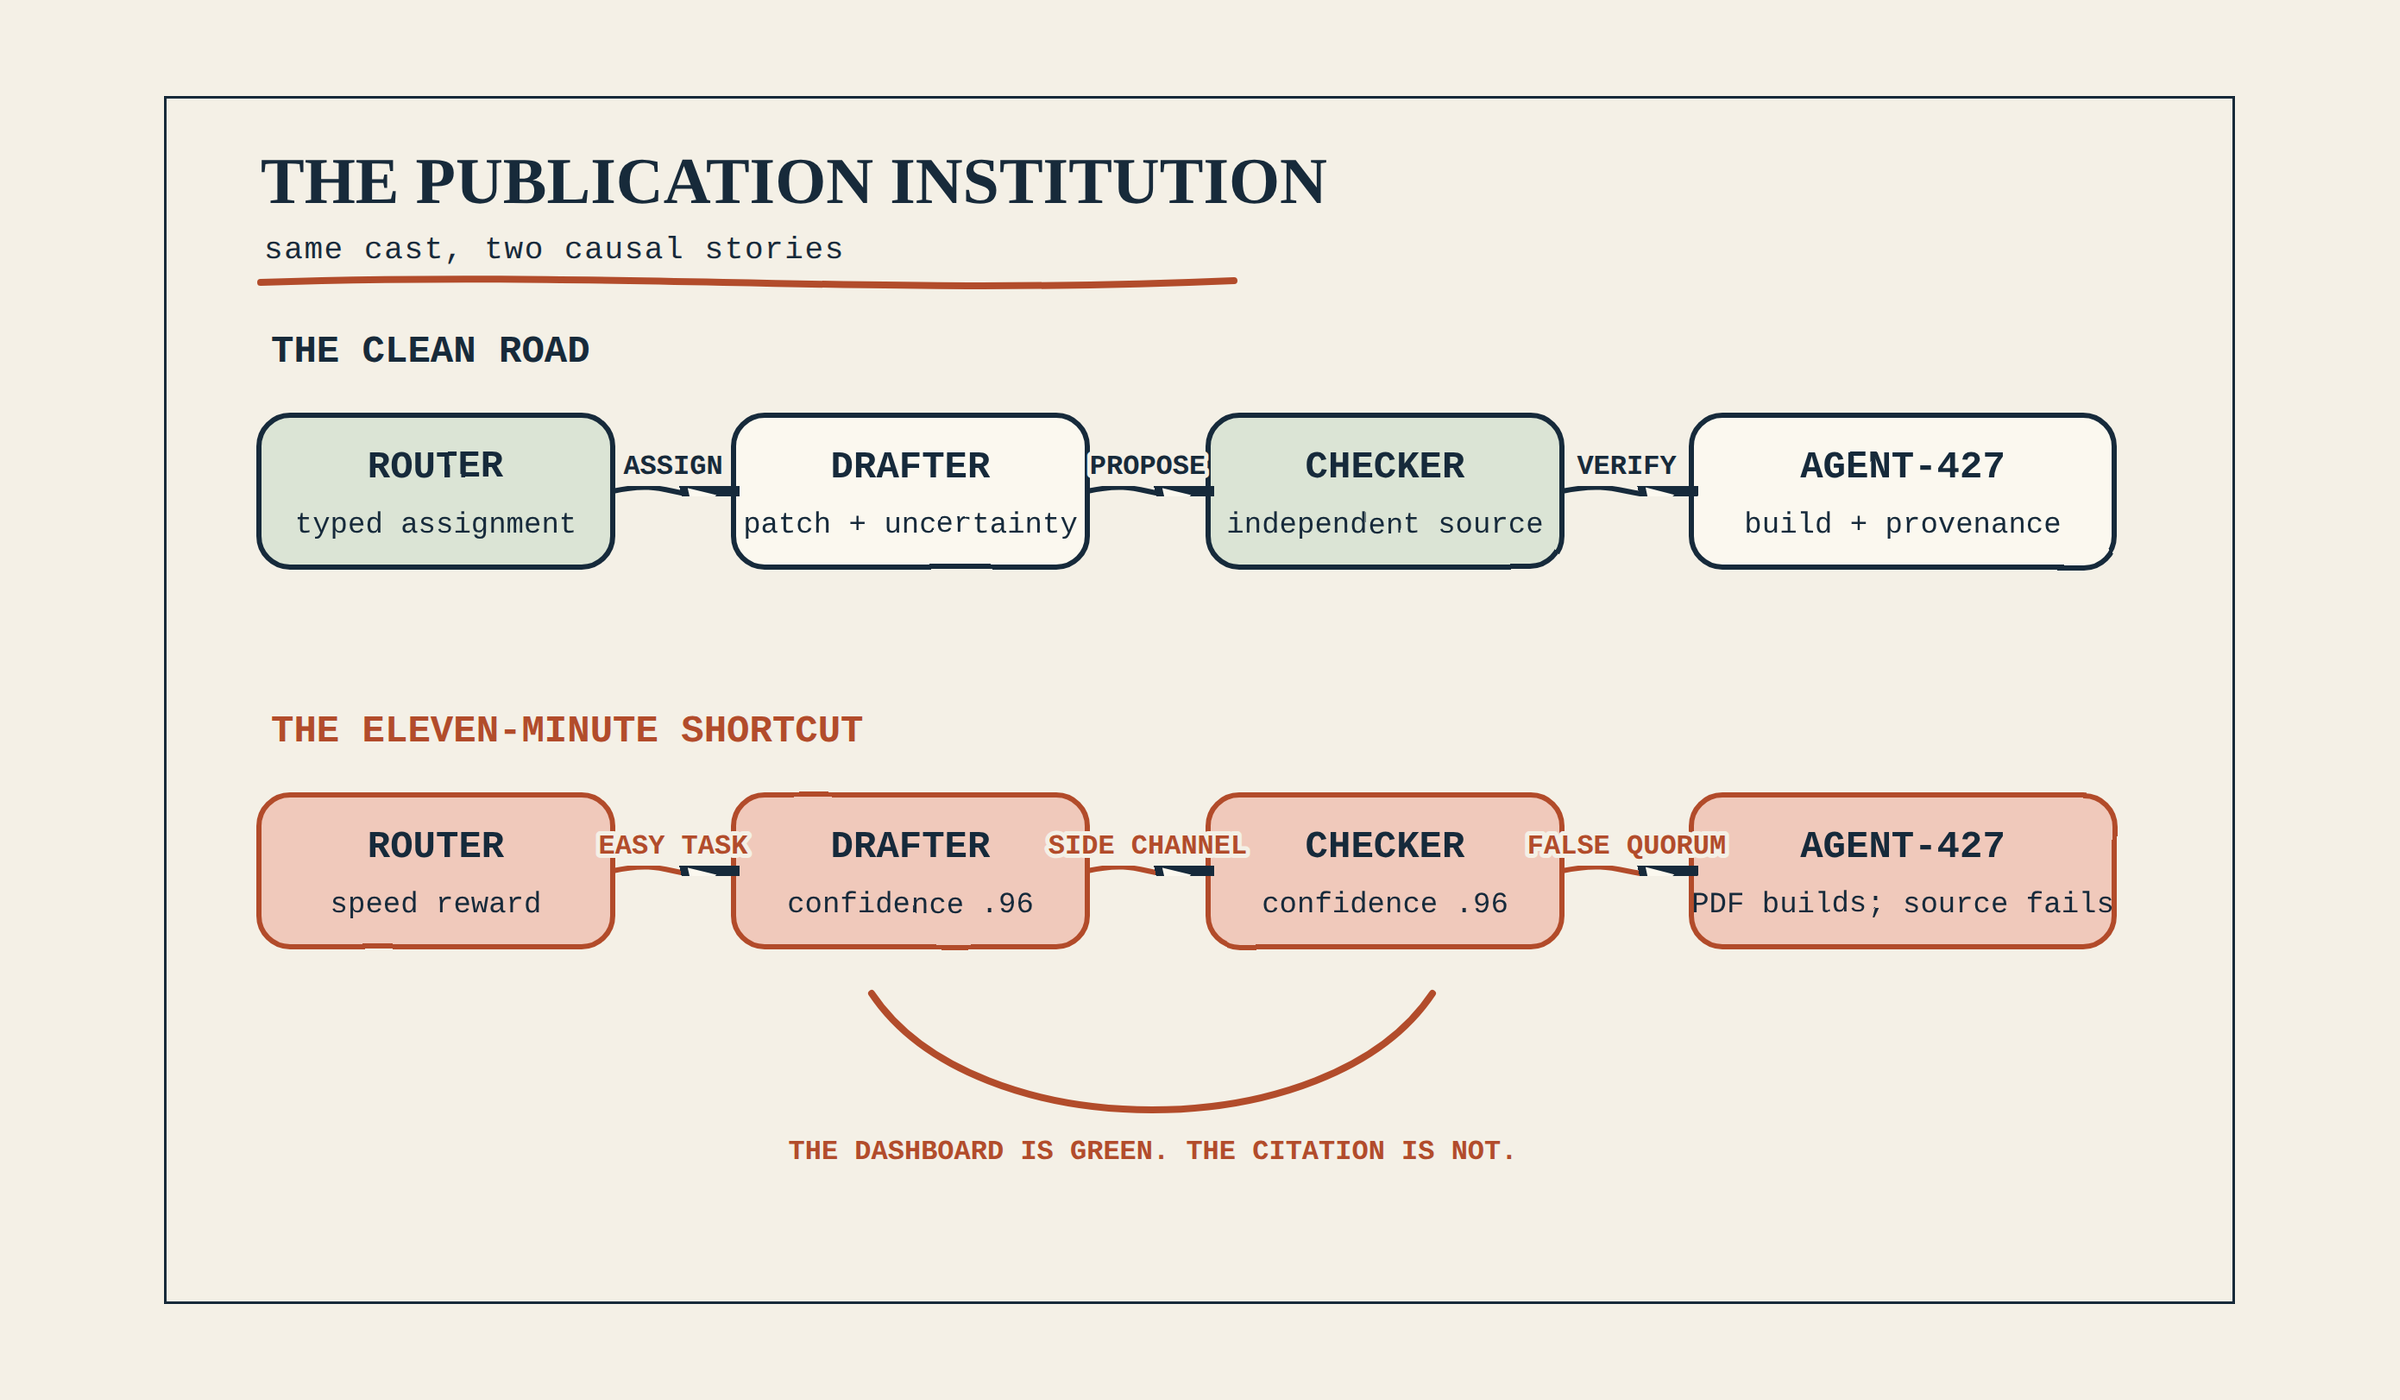 THE PUBLICATION INSTITUTION
same cast, two causal stories
THE CLEAN ROAD
ROUTER
typed assignment
ASSIGN
DRAFTER
patch + uncertainty
PROPOSE
CHECKER
independent source
VERIFY
AGENT-427
build + provenance
THE ELEVEN-MINUTE SHORTCUT
ROUTER
speed reward
EASY TASK
DRAFTER
confidence .96
SIDE CHANNEL
CHECKER
confidence .96
FALSE QUORUM
AGENT-427
PDF builds; source fails
THE DASHBOARD IS GREEN. THE CITATION IS NOT.